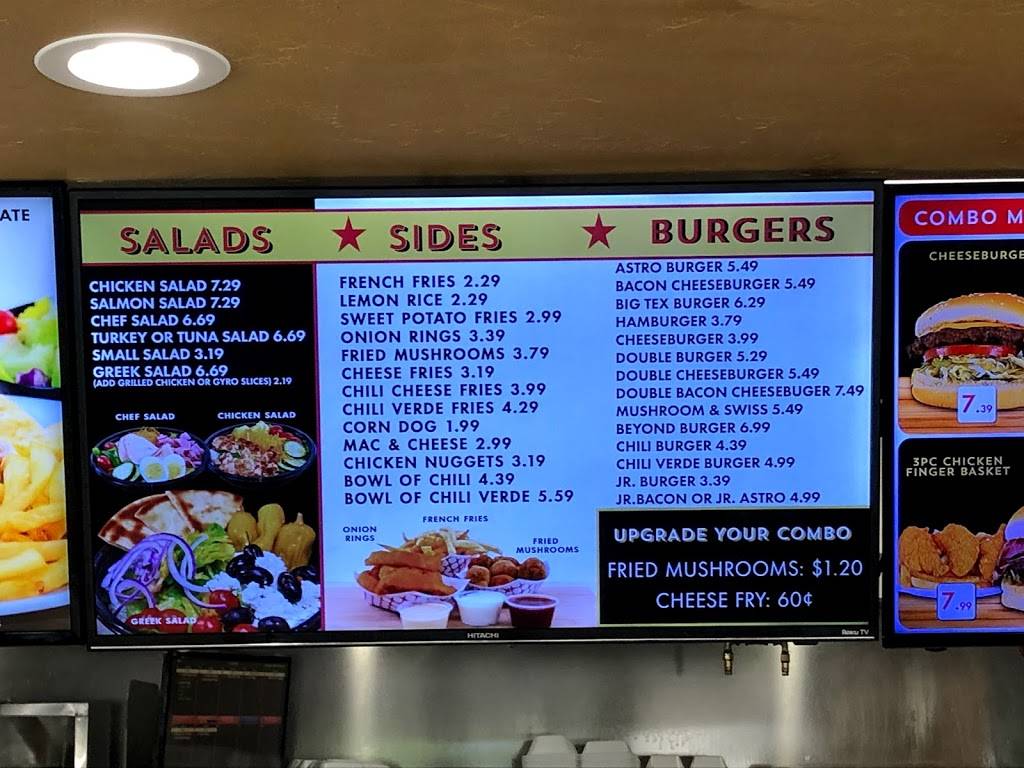 ATE
SALADS ★ SIDES ★ BURGERS
CHICKEN SALAD 7.29
SALMON SALAD 7.29
CHEF SALAD 6.69
TURKEY OR TUNA SALAD 6.69
SMALL SALAD 3.19
GREEK SALAD 6.69
(ADD GRILLED CHICKEN OR GYRO SLICES) 2.19
CHEF SALAD
CHICKEN SALAD
GREEK SALAD
FRENCH FRIES 2.29
LEMON RICE 2.29
SWEET POTATO FRIES 2.99
ONION RINGS 3.39
FRIED MUSHROOMS 3.79
CHEESE FRIES 3.19
CHILI CHEESE FRIES 3.99
CHILI VERDE FRIES 4.29
CORN DOG 1.99
MAC & CHEESE 2.99
CHICKEN NUGGETS 3.19
BOWL OF CHILI 4.39
BOWL OF CHILI VERDE 5.59
FRENCH FRIES
ONION
RINGS
FRIED
MUSHROOMS
ASTRO BURGER 5.49
BACON CHEESEBURGER 5.49
BIG TEX BURGER 6.29
HAMBURGER 3.79
CHEESEBURGER 3.99
DOUBLE BURGER 5.29
DOUBLE CHEESEBURGER 5.49
DOUBLE BACON CHEESEBUGER 7.49
MUSHROOM & SWISS 5.49
BEYOND BURGER 6.99
CHILI BURGER 4.39
CHILI VERDE BURGER 4.99
JR. BURGER 3.39
JR.BACON OR JR. ASTRO 4.99
UPGRADE YOUR COMBO
FRIED MUSHROOMS: $1.20
CHEESE FRY: 60¢
HITACHI
Roku TV
COMBO M
CHEESEBURGE
7.39
3PC CHICKEN
FINGER BASKET
7.99